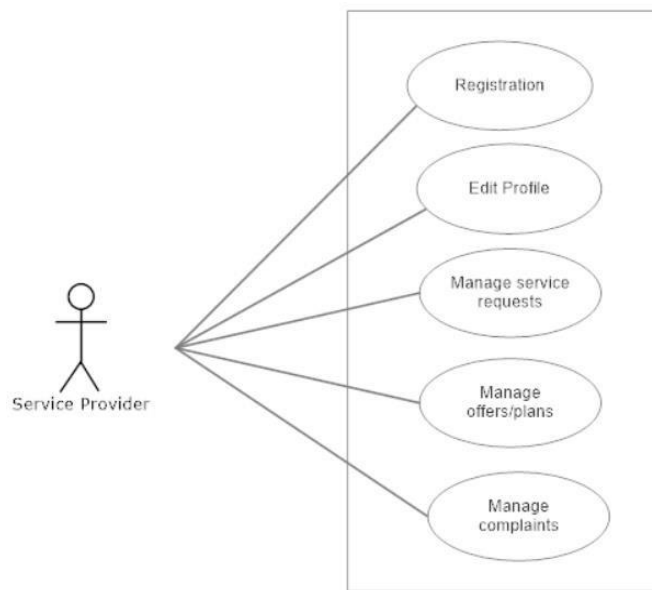 Registration
Edit Profile
Manage service
requests
Service Provider
Manage
offers/plans
Manage
complaints